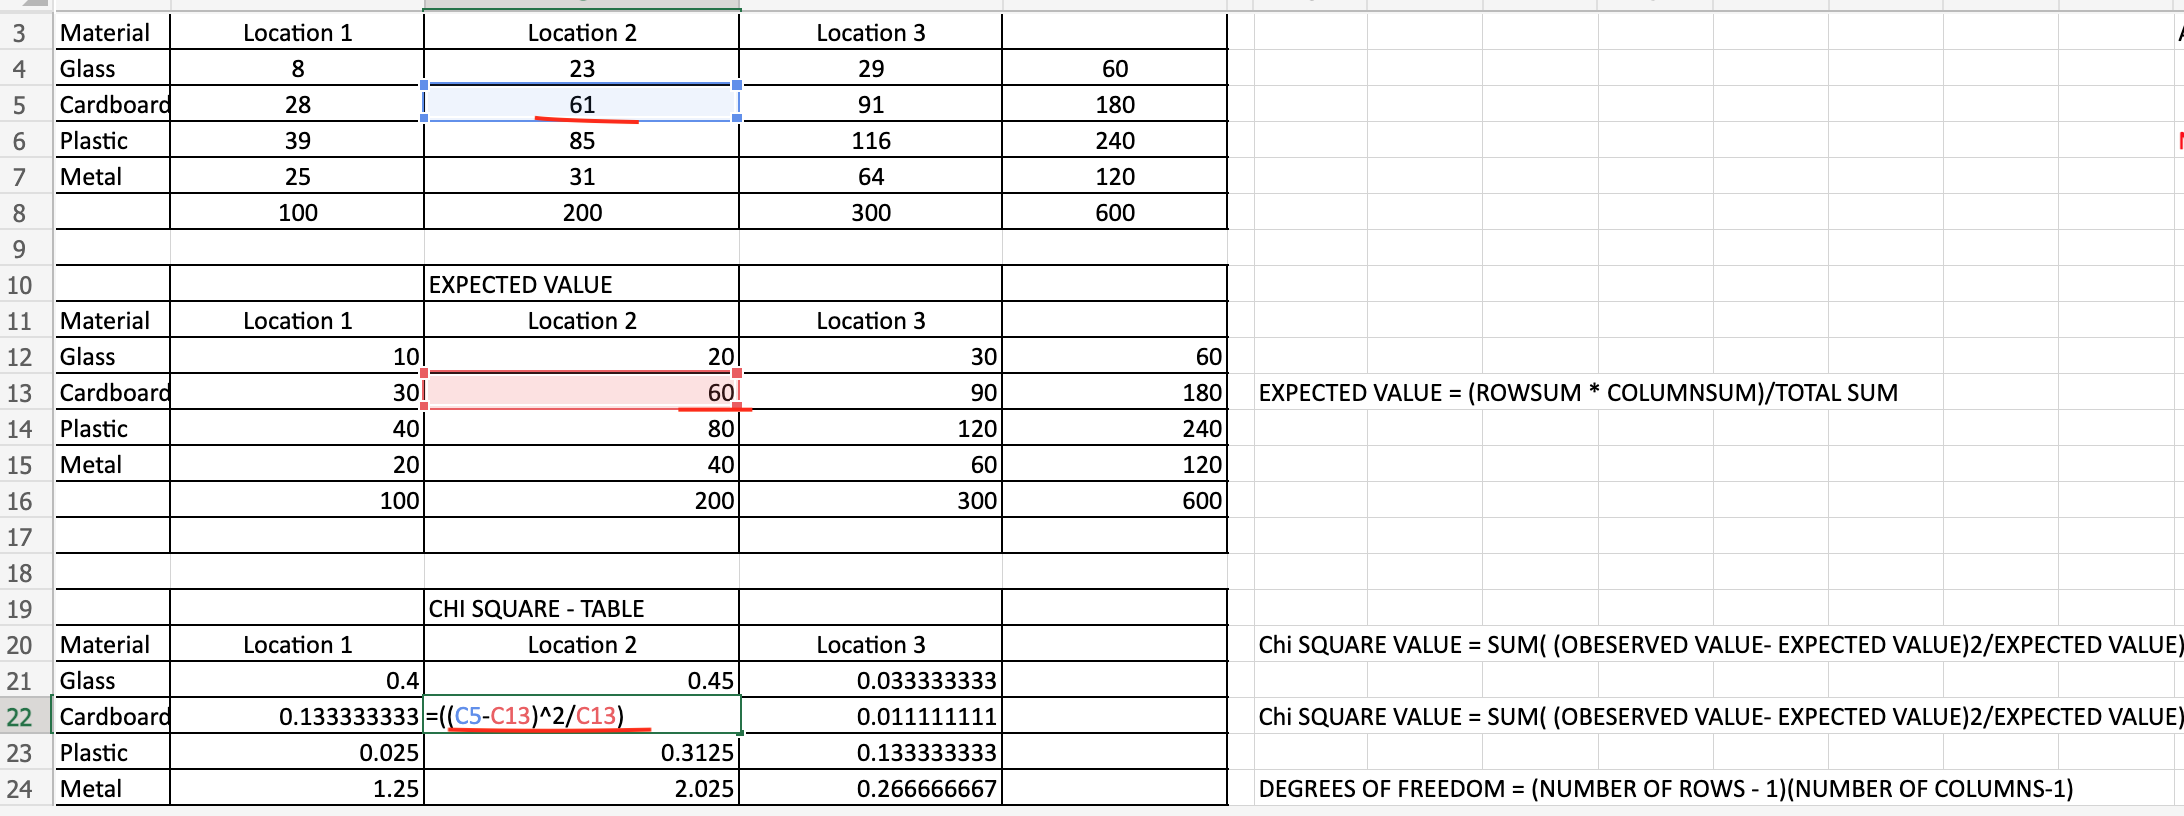 3 Material Location 1 Location 2 Location 3
4 Glass 8 23 29 60
5 Cardboard 28 61 91 180
6 Plastic 39 85 116 240
7 Metal 25 31 64 120
8 100 200 300 600
9
10 EXPECTED VALUE
11 Material Location 1 Location 2 Location 3
12 Glass 10 20 30 60
13 Cardboard 30 60 90 180 EXPECTED VALUE = (ROWSUM * COLUMNSUM)/TOTAL SUM
14 Plastic 40 80 120 240
15 Metal 20 40 60 120
16 100 200 300 600
17
18
19 CHI SQUARE - TABLE
20 Material Location 1 Location 2 Location 3 Chi SQUARE VALUE = SUM( (OBESERVED VALUE- EXPECTED VALUE)2/EXPECTED VALUE)
21 Glass 0.4 0.45 0.033333333
22 Cardboard 0.133333333 =((C5-C13)^2/C13) 0.011111111 Chi SQUARE VALUE = SUM( (OBESERVED VALUE- EXPECTED VALUE)2/EXPECTED VALUE)
23 Plastic 0.025 0.3125 0.133333333
24 Metal 1.25 2.025 0.266666667 DEGREES OF FREEDOM = (NUMBER OF ROWS - 1)(NUMBER OF COLUMNS-1)